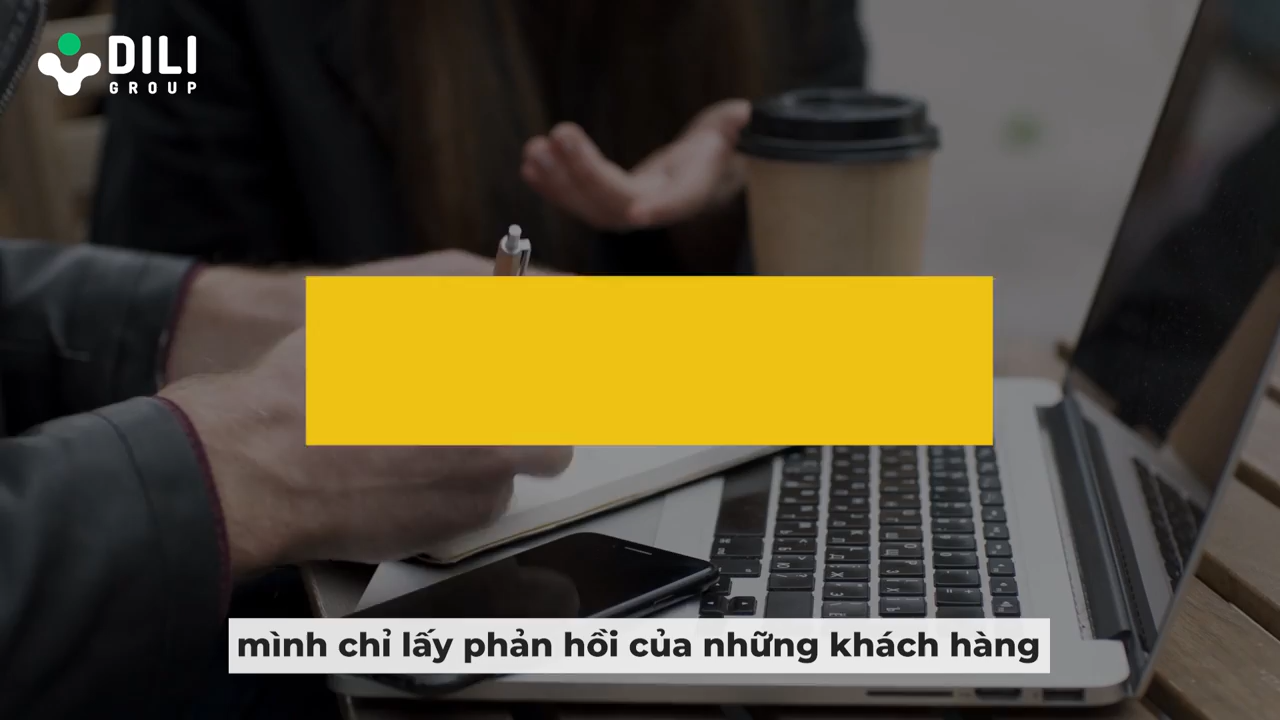 DILI
GROUP
mình chỉ lấy phản hồi của những khách hàng